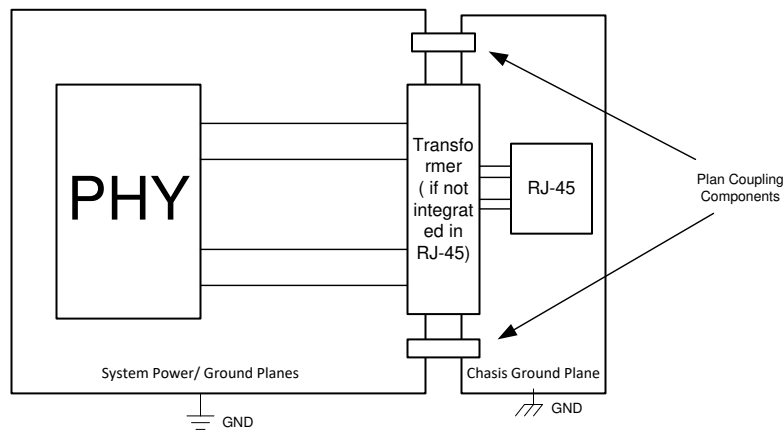 PHY
Transfo
rmer
( if not
integrat
ed in
RJ-45)
RJ-45
Plan Coupling
Components
System Power/ Ground Planes
Chasis Ground Plane
GND
GND